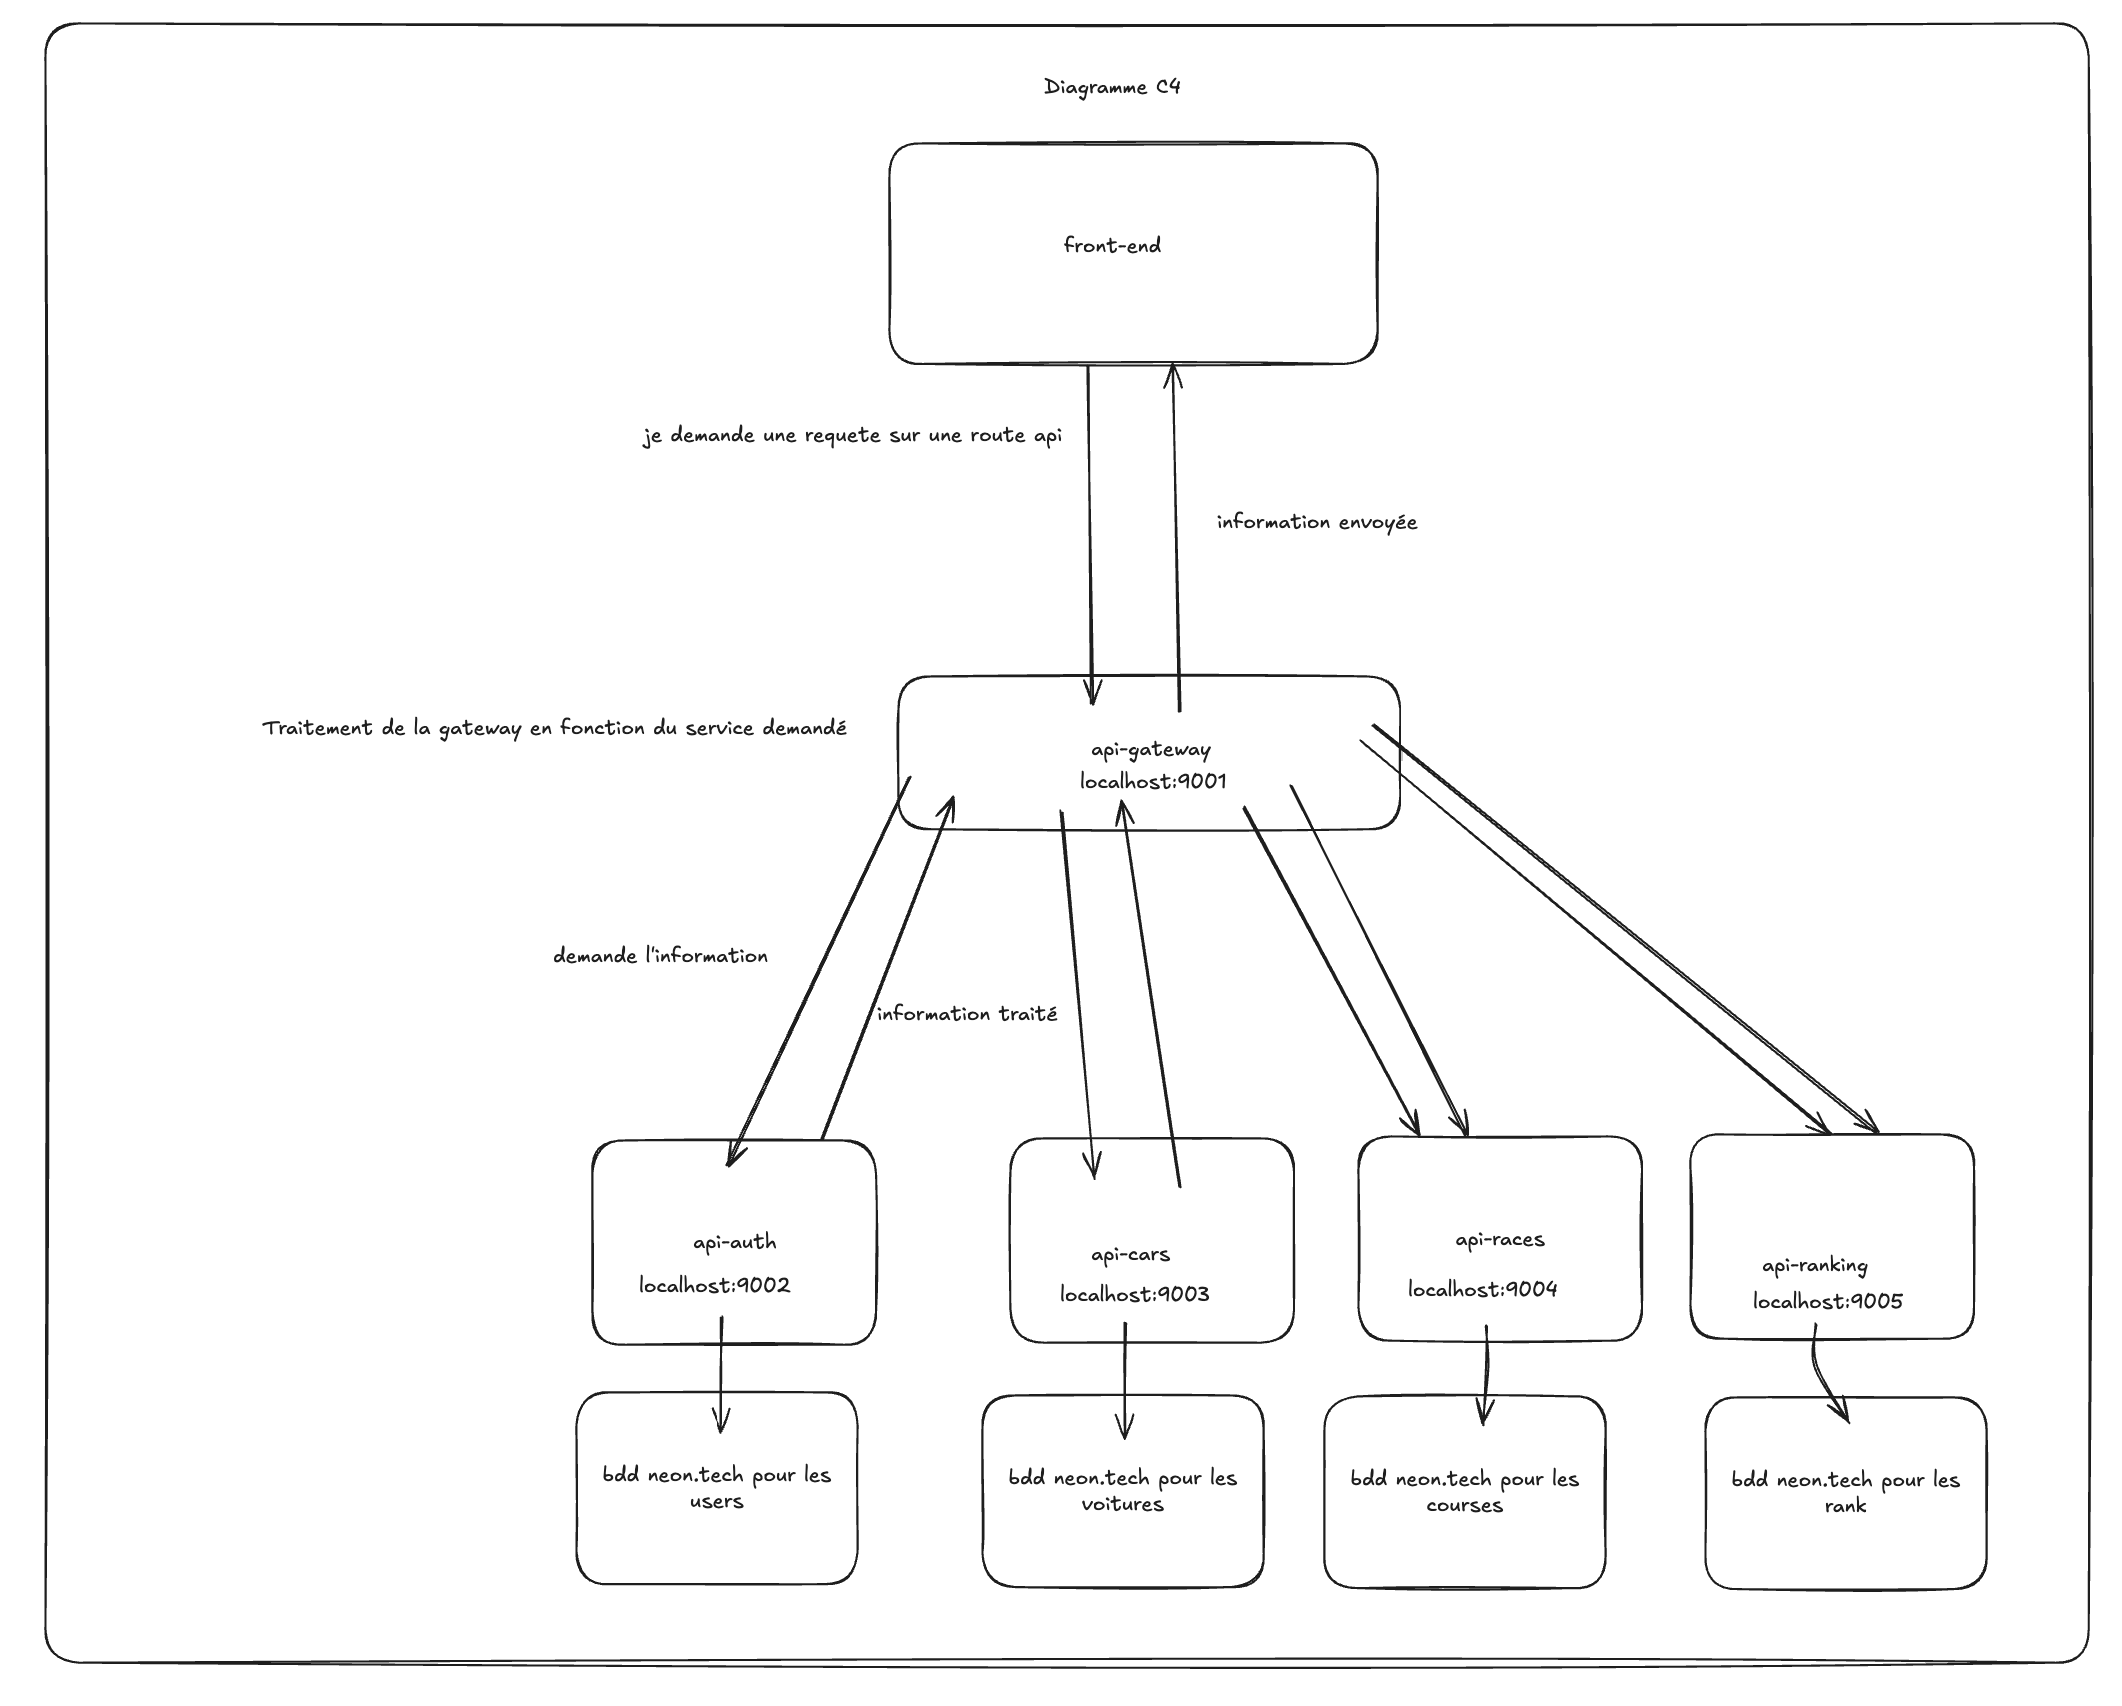 Diagramme C4
front-end
je demande une requete sur une route api
information envoyée
Traitement de la gateway en fonction du service demandé
api-gateway
localhost:9001
demande l'information
information traité
api-auth
localhost:9002
api-cars
localhost:9003
api-races
localhost:9004
api-ranking
localhost:9005
bdd neon.tech pour les
users
bdd neon.tech pour les
voitures
bdd neon.tech pour les
courses
bdd neon.tech pour les
rank